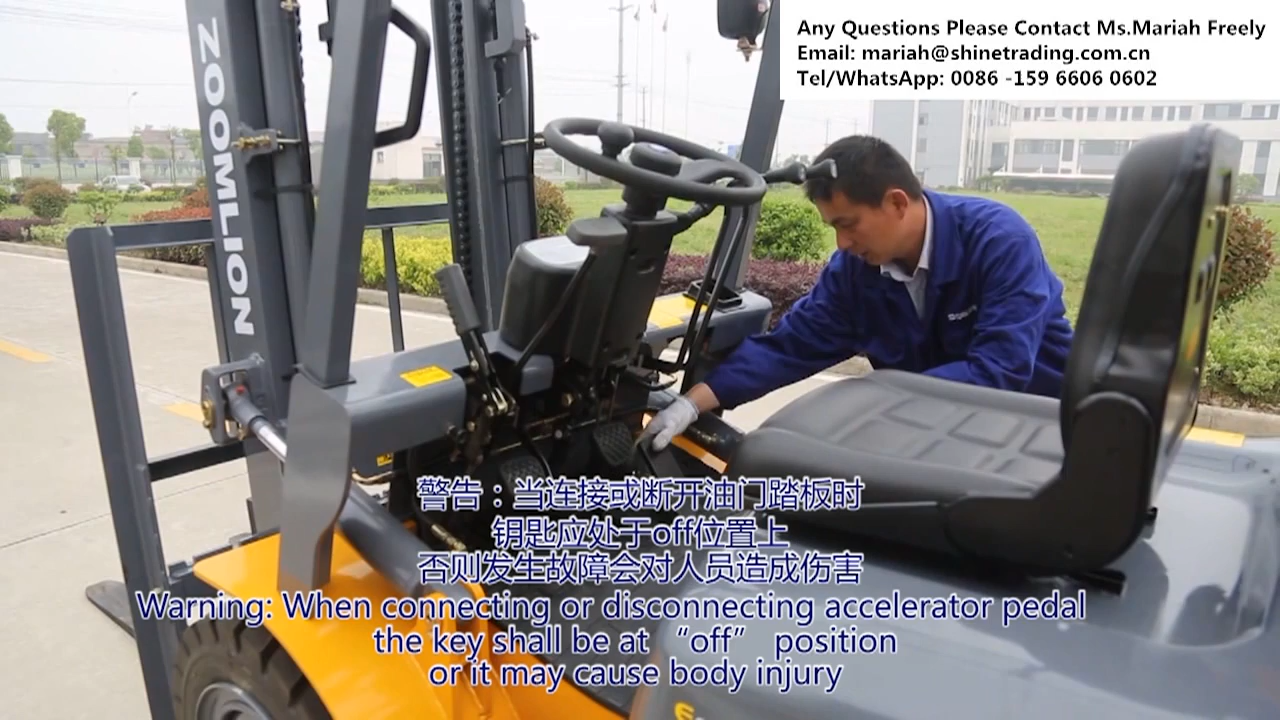 Any Questions Please Contact Ms.Mariah Freely
Email: mariah@shinetrading.com.cn
Tel/WhatsApp: 0086 -159 6606 0602
ZOOMLION
警告：当连接或断开油门踏板时
钥匙应处于off位置上
否则发生故障会对人员造成伤害
Warning: When connecting or disconnecting accelerator pedal
the key shall be at “off” position
or it may cause body injury